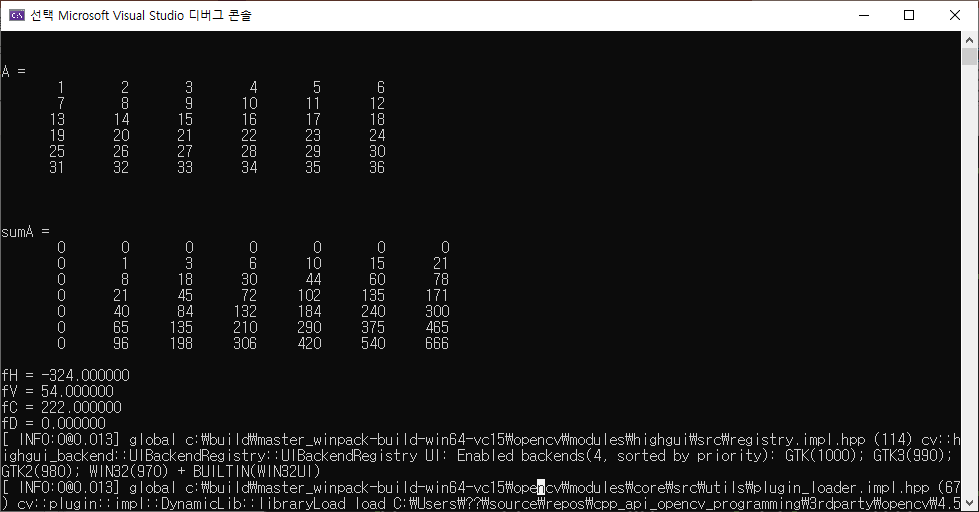 선택 Microsoft Visual Studio 디버그 콘솔
A =
1 2 3 4 5 6
7 8 9 10 11 12
13 14 15 16 17 18
19 20 21 22 23 24
25 26 27 28 29 30
31 32 33 34 35 36
sumA =
0 0 0 0 0 0 0
0 1 3 6 10 15 21
0 8 18 30 44 60 78
0 21 45 72 102 135 171
0 40 84 132 184 240 300
0 65 135 210 290 375 465
0 96 198 306 420 540 666
fH = -324.000000
fV = 54.000000
fC = 222.000000
fD = 0.000000
[ INFO:0@0.013] global c:₩build₩master_winpack-build-win64-vc15₩opencv₩modules₩highgui₩src₩registry.impl.hpp (114) cv::h
ighgui_backend::UIBackendRegistry::UIBackendRegistry UI: Enabled backends(4, sorted by priority): GTK(1000); GTK3(990);
GTK2(980); WIN32(970) + BUILTIN(WIN32UI)
[ INFO:0@0.013] global c:₩build₩master_winpack-build-win64-vc15₩opencv₩modules₩core₩src₩utils₩plugin_loader.impl.hpp (67
) cv::plugin::impl::DynamicLib::libraryLoad load C:₩Users₩??₩source₩repos₩cpp_api_opencv_programming₩3rdparty₩opencv₩4.5